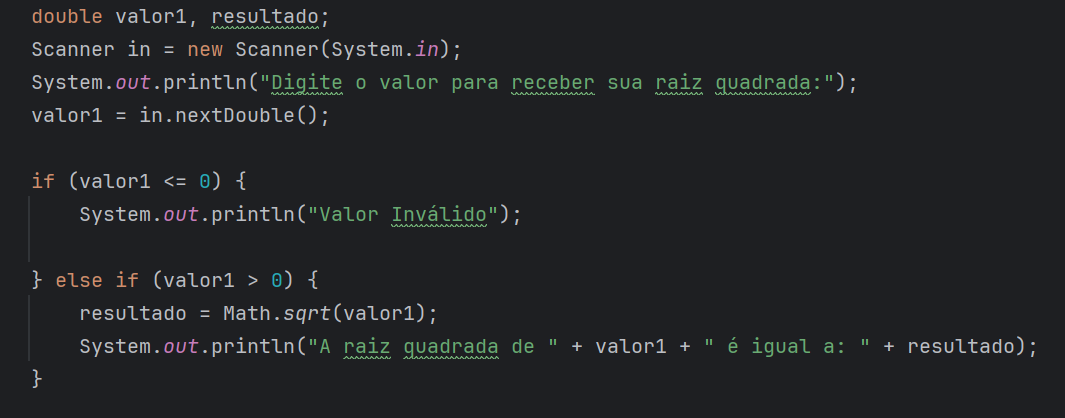 double valor1, resultado;
Scanner in = new Scanner(System.in);
System.out.println("Digite o valor para receber sua raiz quadrada:");
valor1 = in.nextDouble();
if (valor1 <= 0) {
System.out.println("Valor Inválido");
} else if (valor1 > 0) {
resultado = Math.sqrt(valor1);
System.out.println("A raiz quadrada de " + valor1 + " é igual a: " + resultado);
}